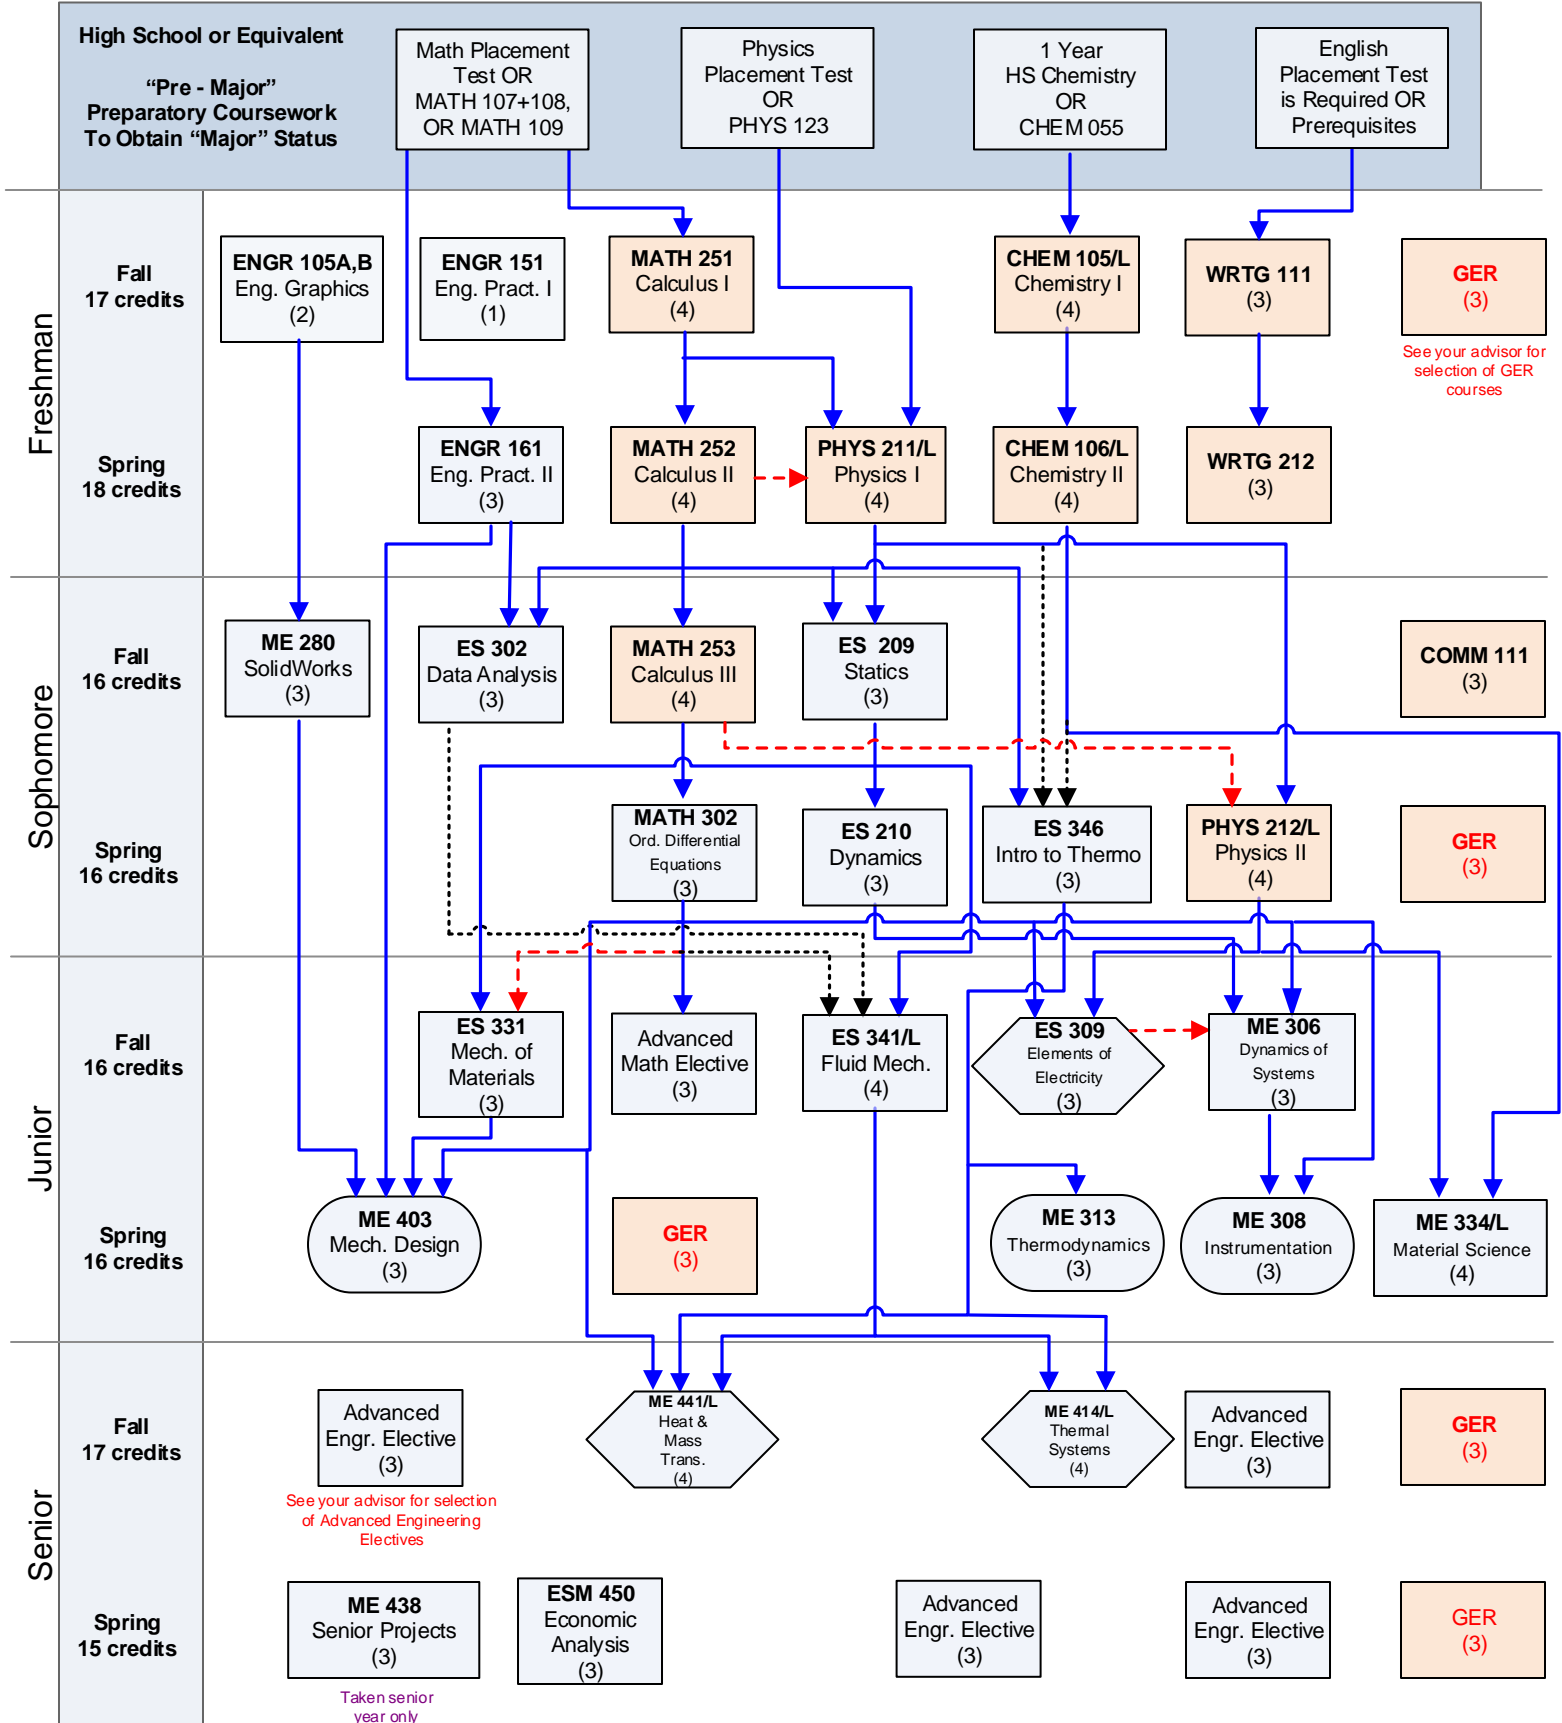 High School or Equivalent
“Pre - Major”
Preparatory Coursework
To Obtain “Major” Status
Math Placement
Test OR
MATH 107+108,
OR MATH 109
Physics
Placement Test
OR
PHYS 123
1 Year
HS Chemistry
OR
CHEM 055
English
Placement Test
is Required OR
Prerequisites
Freshman
Fall
17 credits
ENGR 105A,B
Eng. Graphics
(2)
ENGR 151
Eng. Pract. I
(1)
MATH 251
Calculus I
(4)
CHEM 105/L
Chemistry I
(4)
WRTG 111
(3)
GER
(3)
See your advisor for
selection of GER
courses
Spring
18 credits
ENGR 161
Eng. Pract. II
(3)
MATH 252
Calculus II
(4)
PHYS 211/L
Physics I
(4)
CHEM 106/L
Chemistry II
(4)
WRTG 212
(3)
Sophomore
Fall
16 credits
ME 280
SolidWorks
(3)
ES 302
Data Analysis
(3)
MATH 253
Calculus III
(4)
ES 209
Statics
(3)
COMM 111
(3)
Spring
16 credits
MATH 302
Ord. Differential
Equations
(3)
ES 210
Dynamics
(3)
ES 346
Intro to Thermo
(3)
PHYS 212/L
Physics II
(4)
GER
(3)
Junior
Fall
16 credits
ES 331
Mech. of
Materials
(3)
Advanced
Math Elective
(3)
ES 341/L
Fluid Mech.
(4)
ES 309
Elements of
Electricity
(3)
ME 306
Dynamics of
Systems
(3)
Spring
16 credits
ME 403
Mech. Design
(3)
GER
(3)
ME 313
Thermodynamics
(3)
ME 308
Instrumentation
(3)
ME 334/L
Material Science
(4)
Senior
Fall
17 credits
Advanced
Engr. Elective
(3)
See your advisor for selection
of Advanced Engineering
Electives
ME 441/L
Heat &
Mass
Trans.
(4)
ME 414/L
Thermal
Systems
(4)
Advanced
Engr. Elective
(3)
GER
(3)
Spring
15 credits
ME 438
Senior Projects
(3)
Taken senior
year only
ESM 450
Economic
Analysis
(3)
Advanced
Engr. Elective
(3)
Advanced
Engr. Elective
(3)
GER
(3)